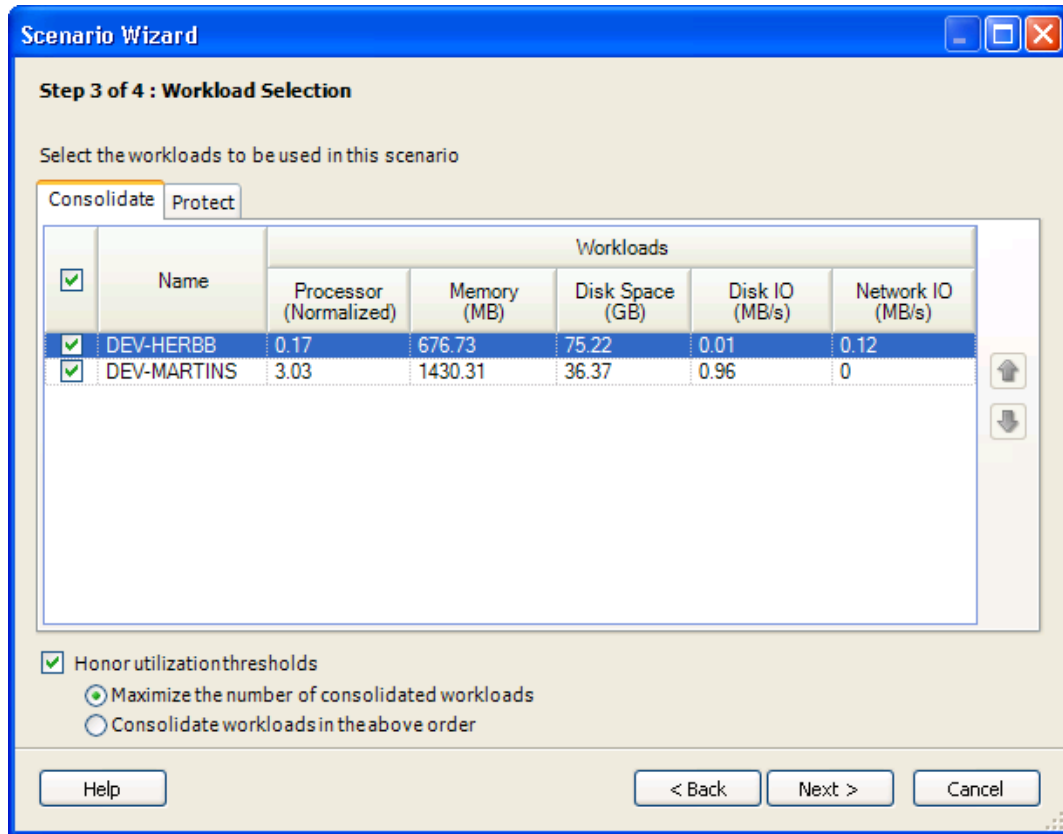 Scenario Wizard
Step 3 of 4 : Workload Selection
Select the workloads to be used in this scenario
Consolidate Protect
Name Workloads
Processor (Normalized) Memory (MB) Disk Space (GB) Disk IO (MB/s) Network IO (MB/s)
DEV-HERBB 0.17 676.73 75.22 0.01 0.12
DEV-MARTINS 3.03 1430.31 36.37 0.96 0
Honor utilization thresholds
Maximize the number of consolidated workloads
Consolidate workloads in the above order
Help < Back Next > Cancel